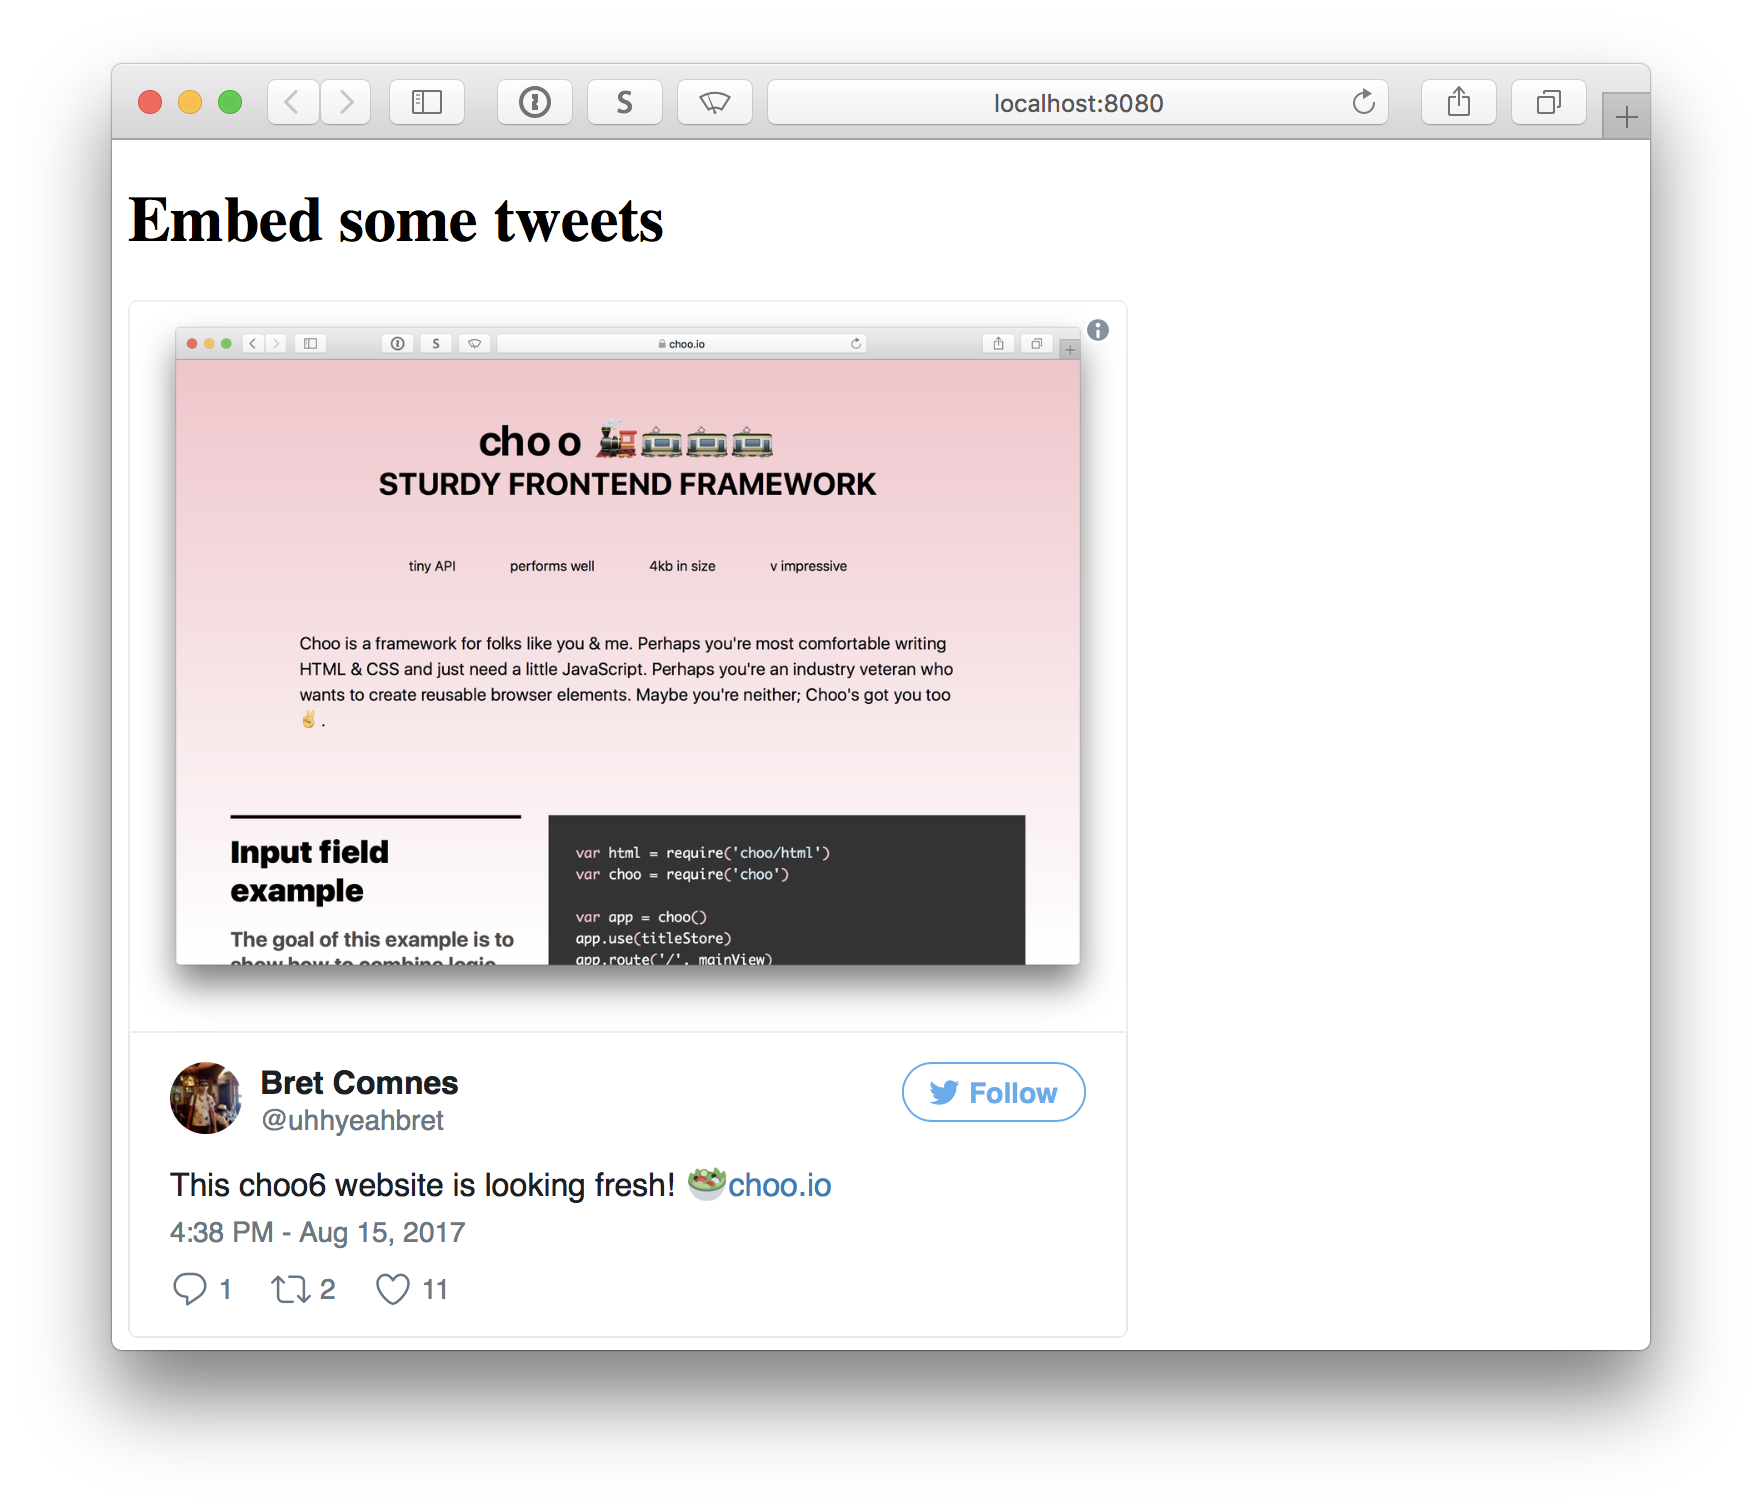 S
localhost:8080
Embed some tweets
S
choo.io
choo 🚂🚋🚋🚋
STURDY FRONTEND FRAMEWORK
tiny API performs well 4kb in size v impressive
Choo is a framework for folks like you & me. Perhaps you're most comfortable writing
HTML & CSS and just need a little JavaScript. Perhaps you're an industry veteran who
wants to create reusable browser elements. Maybe you're neither; Choo's got you too
✌️ .
Input field
example
The goal of this example is to
show how to combine logic
var html = require('choo/html')
var choo = require('choo')
var app = choo()
app.use(titleStore)
app.route('/', mainView)
Bret Comnes
@uhhyeahbret
Follow
This choo6 website is looking fresh! 🥗choo.io
4:38 PM - Aug 15, 2017
1 2 11